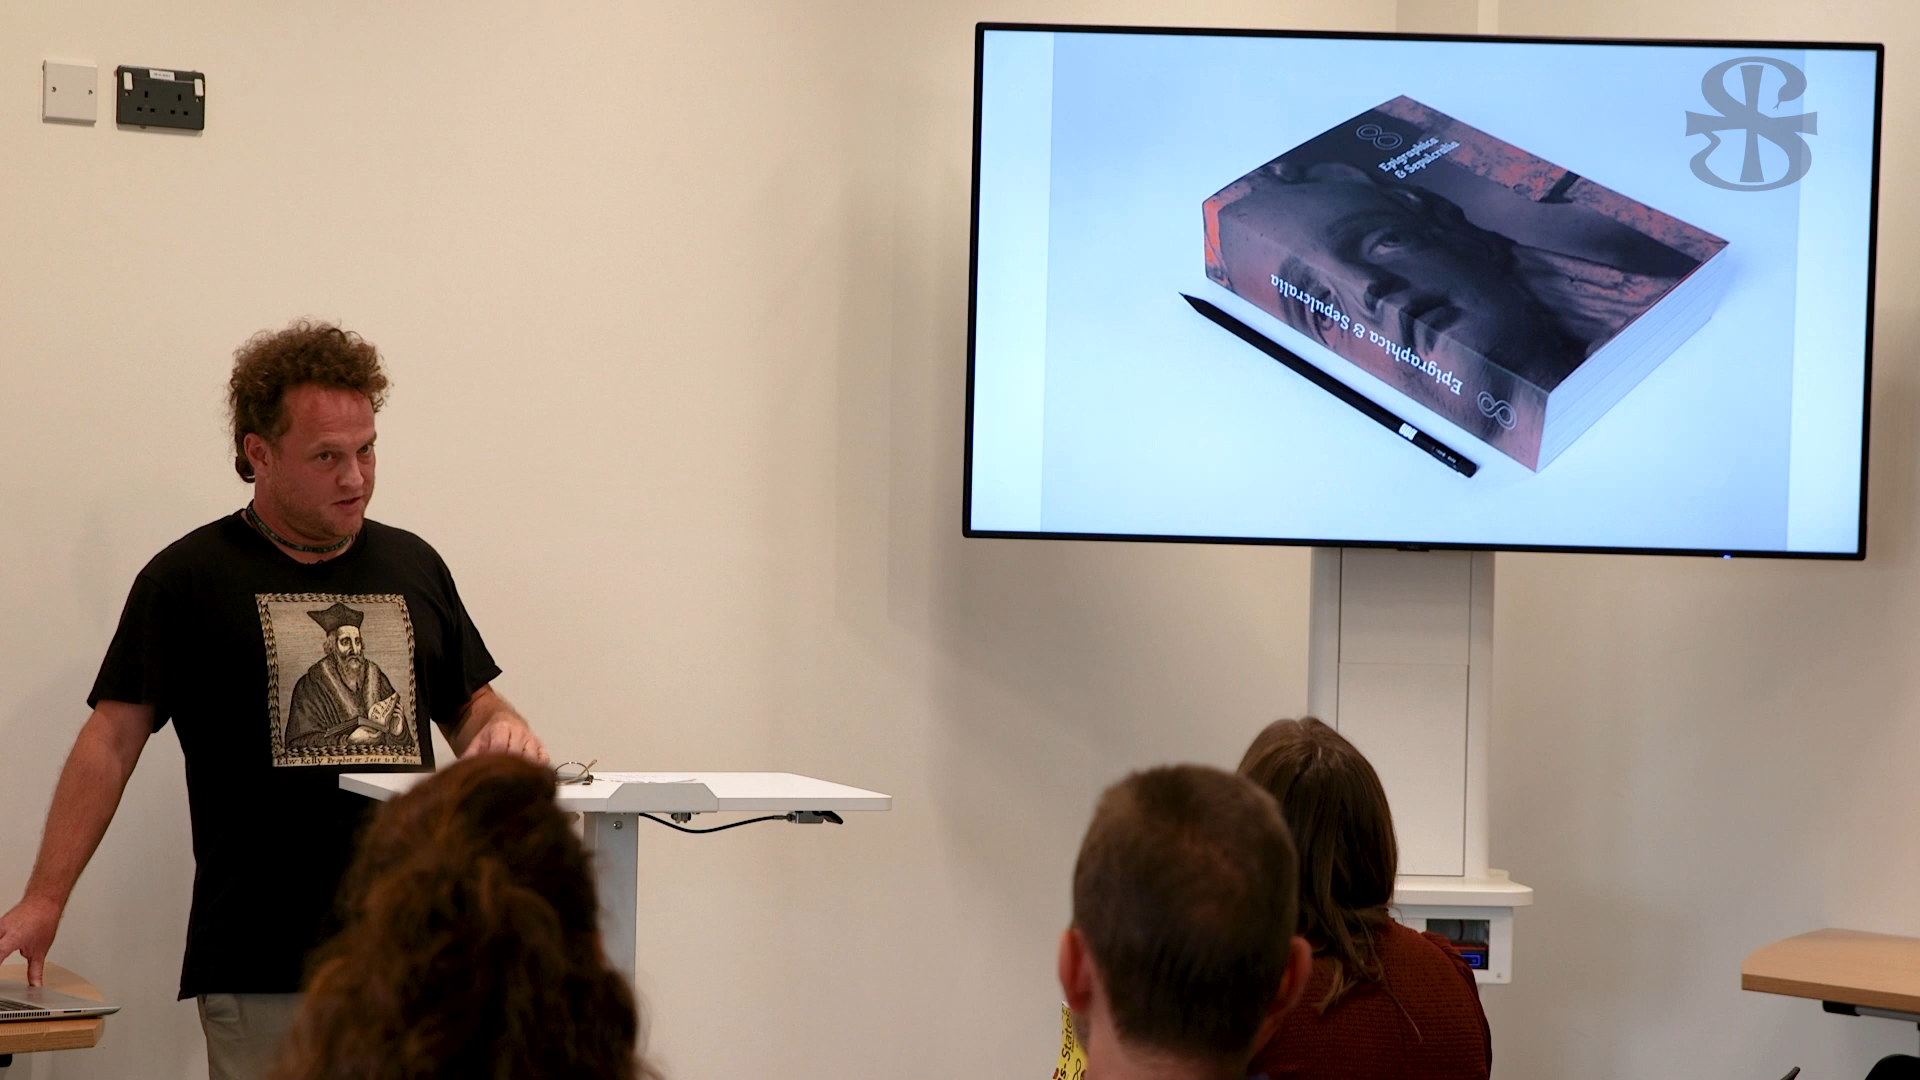 8
Epigraphica
& Sepulcralia
Epigraphica & Sepulcralia
8
Edw Kelly Prophet or Seer to Dr Dee